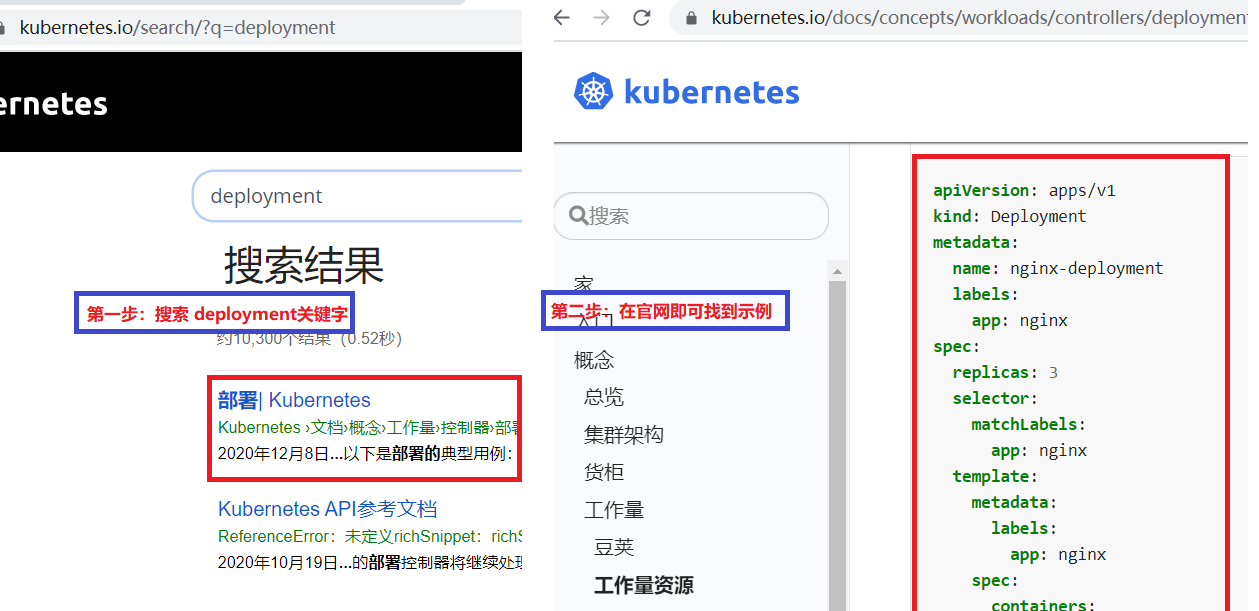 kubernetes.io/search/?q=deployment
ernetes
deployment
搜索结果
第一步：搜索 deployment关键字
约10,300个结果（0.52秒）
部署| Kubernetes
Kubernetes ›文档›概念›工作量›控制器›部署
2020年12月8日...以下是部署的典型用例：
Kubernetes API参考文档
ReferenceError：未定义richSnippet：richS
2020年10月19日...的部署控制器将继续处理
kubernetes.io/docs/concepts/workloads/controllers/deployment
kubernetes
搜索
家
第二步：在官网即可找到示例
入门
概念
总览
集群架构
货柜
工作量
豆荚
工作量资源
apiVersion: apps/v1
kind: Deployment
metadata:
  name: nginx-deployment
  labels:
    app: nginx
spec:
  replicas: 3
  selector:
    matchLabels:
      app: nginx
  template:
    metadata:
      labels:
        app: nginx
    spec:
      containers: